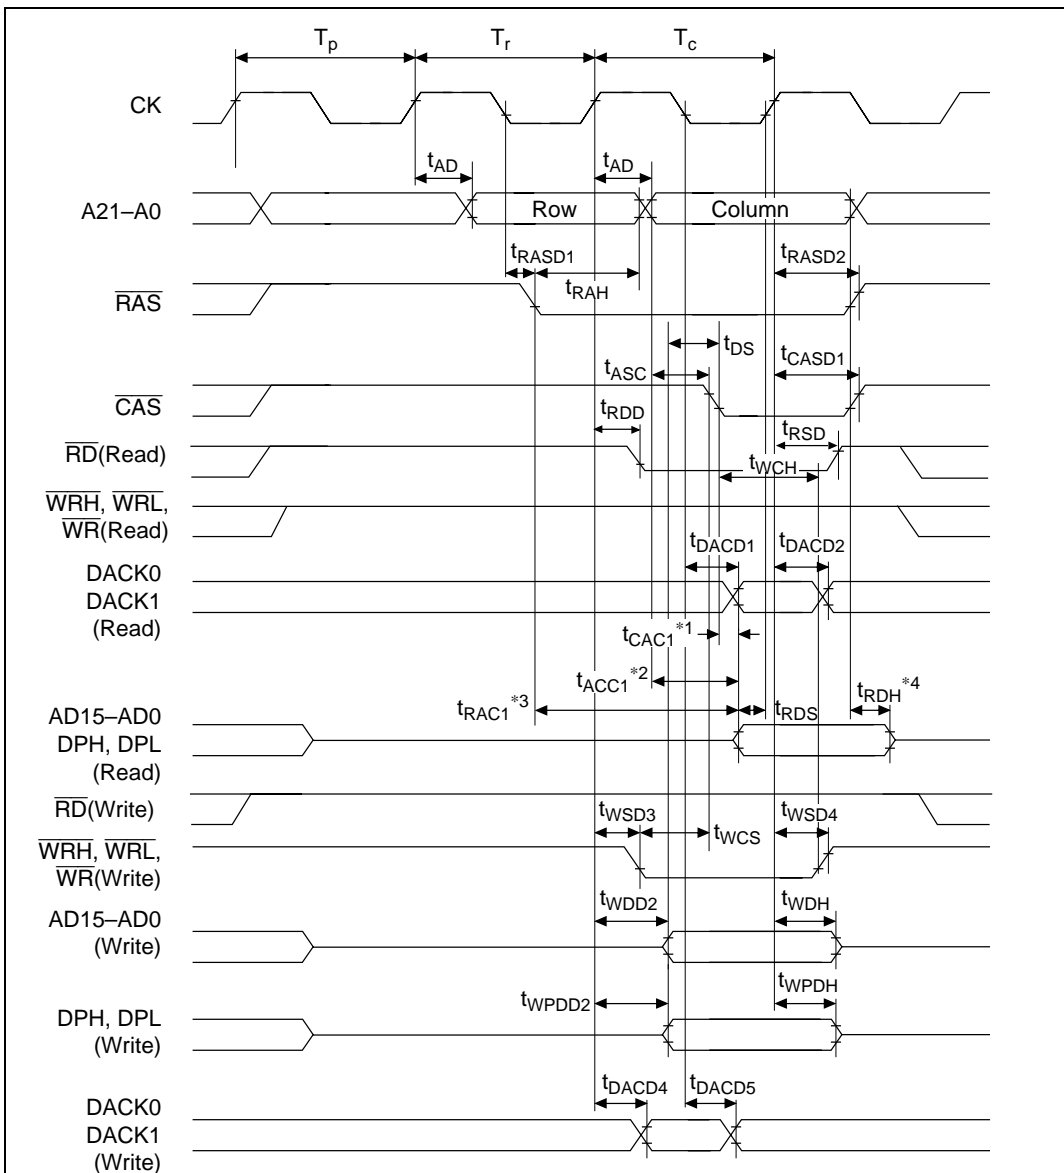 Tp Tr Tc
CK
tAD tAD
A21–A0 Row Column
tRASD1 tRASD2
tRAH
RAS
tDS
tASC tCASD1
CAS
tRDD tRSD
RD(Read)
tWCH
WRH, WRL,
WR(Read)
tDACD1 tDACD2
DACK0
DACK1
(Read)
tCAC1*1
tACC1*2
tRAC1*3 tRDS tRDH*4
AD15–AD0
DPH, DPL
(Read)
RD(Write)
tWSD3 tWCS tWSD4
WRH, WRL,
WR(Write)
tWDD2 tWDH
AD15–AD0
(Write)
tWPDD2 tWPDH
DPH, DPL
(Write)
tDACD4 tDACD5
DACK0
DACK1
(Write)